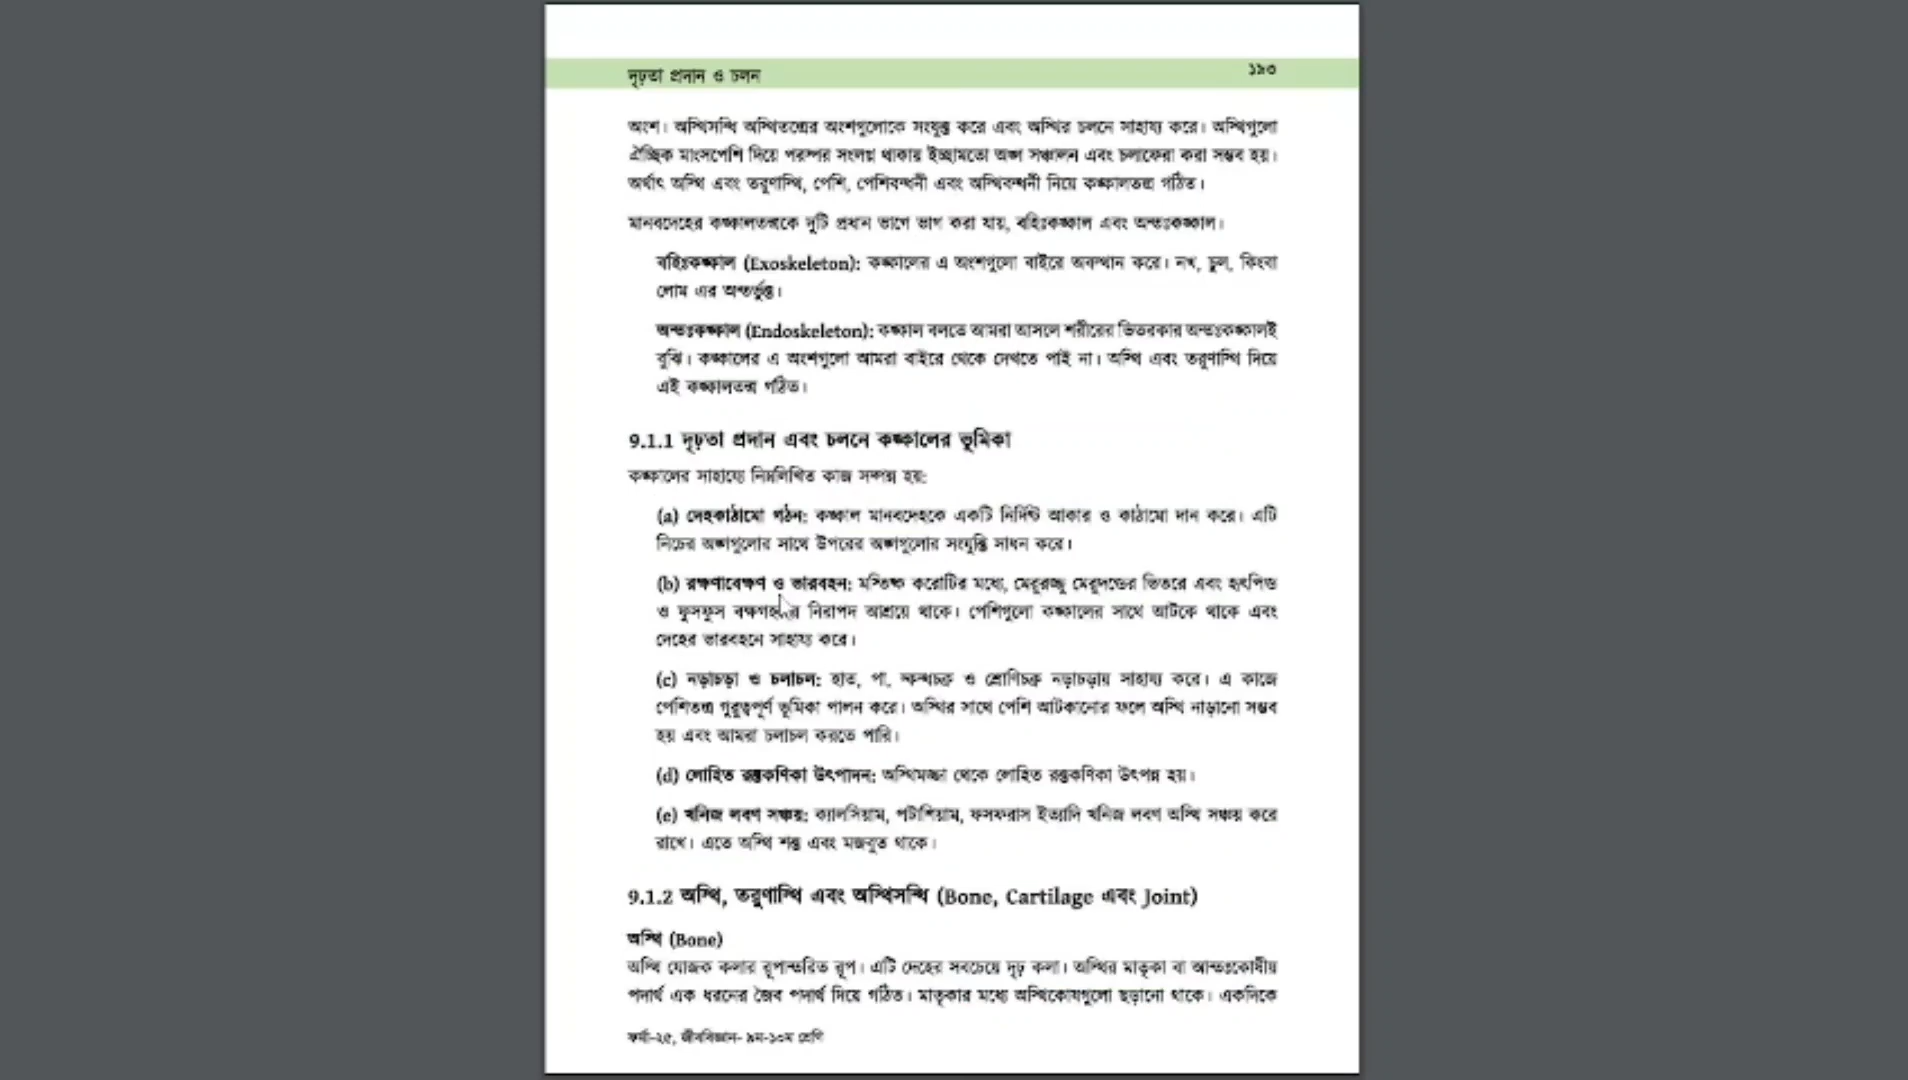 দৃঢ়তা প্রদান ও চলন
১৯৩
অংশ। অস্থিসন্ধি অস্থিতন্ত্রের অংশগুলোকে সংযুক্ত করে এবং অস্থির চলনে সাহায্য করে। অস্থিগুলো
ঐচ্ছিক মাংসপেশি দিয়ে পরস্পর সংলগ্ন থাকায় ইচ্ছামতো অঙ্গ সঞ্চালন এবং চলাফেরা করা সম্ভব হয়।
অর্থাৎ অস্থি এবং তরুণাস্থি, পেশি, পেশিবন্ধনী এবং অস্থিবন্ধনী নিয়ে কঙ্কালতন্ত্র গঠিত।
মানবদেহের কঙ্কালতন্ত্রকে দুটি প্রধান ভাগে ভাগ করা যায়, বহিঃকঙ্কাল এবং অন্তঃকঙ্কাল।
বহিঃকঙ্কাল (Exoskeleton): কঙ্কালের এ অংশগুলো বাইরে অবস্থান করে। নখ, চুল, কিংবা
লোম এর অন্তর্ভুক্ত।
অন্তঃকঙ্কাল (Endoskeleton): কঙ্কাল বলতে আমরা আসলে শরীরের ভিতরকার অন্তঃকঙ্কালই
বুঝি। কঙ্কালের এ অংশগুলো আমরা বাইরে থেকে দেখতে পাই না। অস্থি এবং তরুণাস্থি দিয়ে
এই কঙ্কালতন্ত্র গঠিত।
9.1.1 দৃঢ়তা প্রদান এবং চলনে কঙ্কালের ভূমিকা
কঙ্কালের সাহায্যে নিম্নলিখিত কাজ সম্পন্ন হয়:
(a) দেহকাঠামো গঠন: কঙ্কাল মানবদেহকে একটি নির্দিষ্ট আকার ও কাঠামো দান করে। এটি
নিচের অঙ্গগুলোর সাথে উপরের অঙ্গগুলোর সংযুক্তি সাধন করে।
(b) রক্ষণাবেক্ষণ ও ভারবহন: মস্তিষ্ক করোটির মধ্যে, মেরুরজ্জু মেরুদণ্ডের ভিতরে এবং হৃৎপিণ্ড
ও ফুসফুস বক্ষগহ্বরে নিরাপদ আশ্রয়ে থাকে। পেশিগুলো কঙ্কালের সাথে আটকে থাকে এবং
দেহের ভারবহনে সাহায্য করে।
(c) নড়াচড়া ও চলাচল: হাত, পা, স্কন্ধচক্র ও শ্রোণিচক্র নড়াচড়ায় সাহায্য করে। এ কাজে
পেশিতন্ত্র গুরুত্বপূর্ণ ভূমিকা পালন করে। অস্থির সাথে পেশি আটকানোর ফলে অস্থি নাড়ানো সম্ভব
হয় এবং আমরা চলাচল করতে পারি।
(d) লোহিত রক্তকণিকা উৎপাদন: অস্থিমজ্জা থেকে লোহিত রক্তকণিকা উৎপন্ন হয়।
(e) খনিজ লবণ সঞ্চয়: ক্যালসিয়াম, পটাশিয়াম, ফসফরাস ইত্যাদি খনিজ লবণ অস্থি সঞ্চয় করে
রাখে। এতে অস্থি শক্ত এবং মজবুত থাকে।
9.1.2 অস্থি, তরুণাস্থি এবং অস্থিসন্ধি (Bone, Cartilage এবং Joint)
অস্থি (Bone)
অস্থি যোজক কলার রূপান্তরিত রূপ। এটি দেহের সবচেয়ে দৃঢ় কলা। অস্থির মাতৃকা বা আন্তঃকোষীয়
পদার্থ এক ধরনের জৈব পদার্থ দিয়ে গঠিত। মাতৃকার মধ্যে অস্থিকোষগুলো ছড়ানো থাকে। একদিকে
ফর্মা-২৫, জীববিজ্ঞান- ৯ম-১০ম শ্রেণি